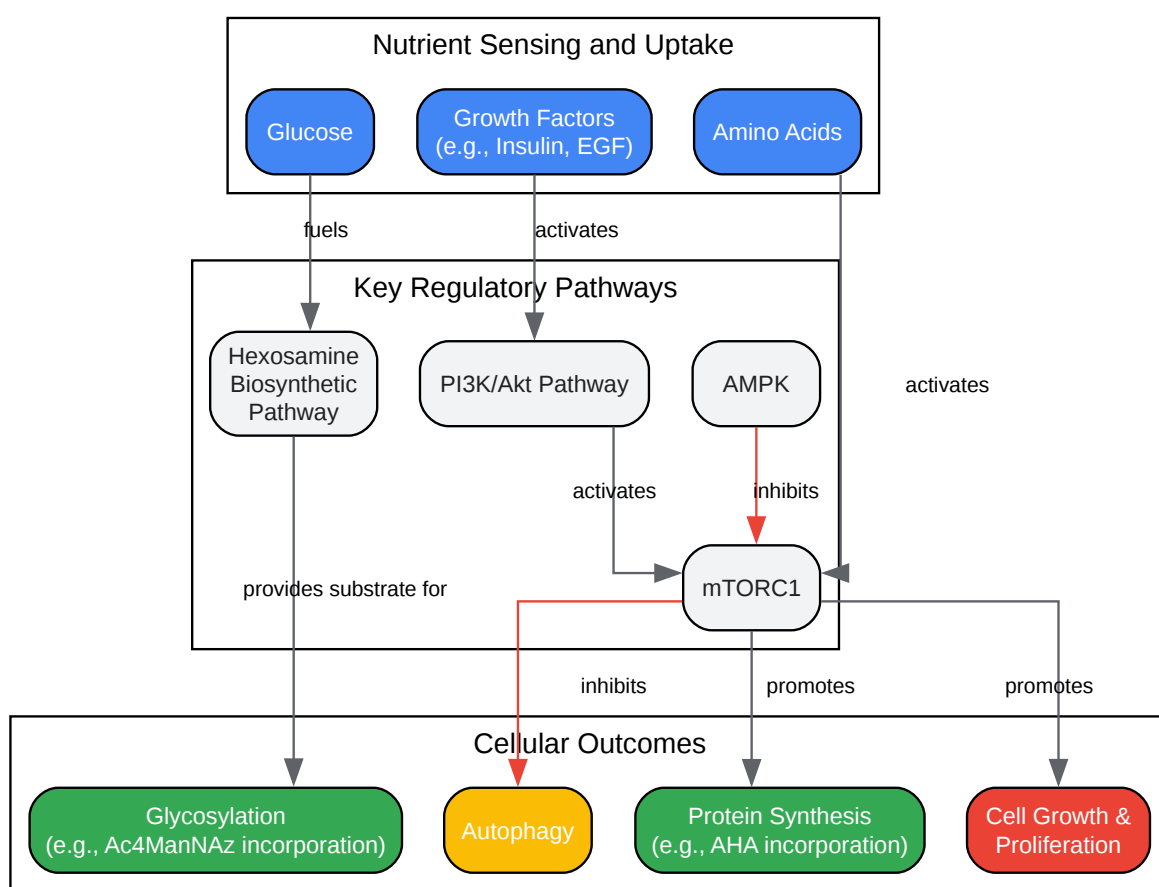 Nutrient Sensing and Uptake
Glucose
Growth Factors
(e.g., Insulin, EGF)
Amino Acids
fuels
activates
Key Regulatory Pathways
Hexosamine
Biosynthetic
Pathway
PI3K/Akt Pathway
AMPK
activates
activates
inhibits
mTORC1
provides substrate for
inhibits
promotes
promotes
Cellular Outcomes
Glycosylation
(e.g., Ac4ManNAz incorporation)
Autophagy
Protein Synthesis
(e.g., AHA incorporation)
Cell Growth &
Proliferation